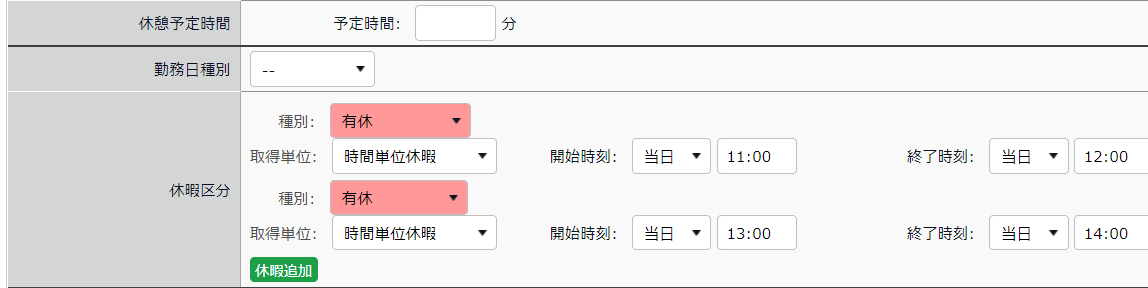 休憩予定時間 予定時間： 分
勤務日種別 --
種別： 有休
取得単位： 時間単位休暇 開始時刻： 当日 11:00 終了時刻： 当日 12:00
休暇区分
種別： 有休
取得単位： 時間単位休暇 開始時刻： 当日 13:00 終了時刻： 当日 14:00
休暇追加